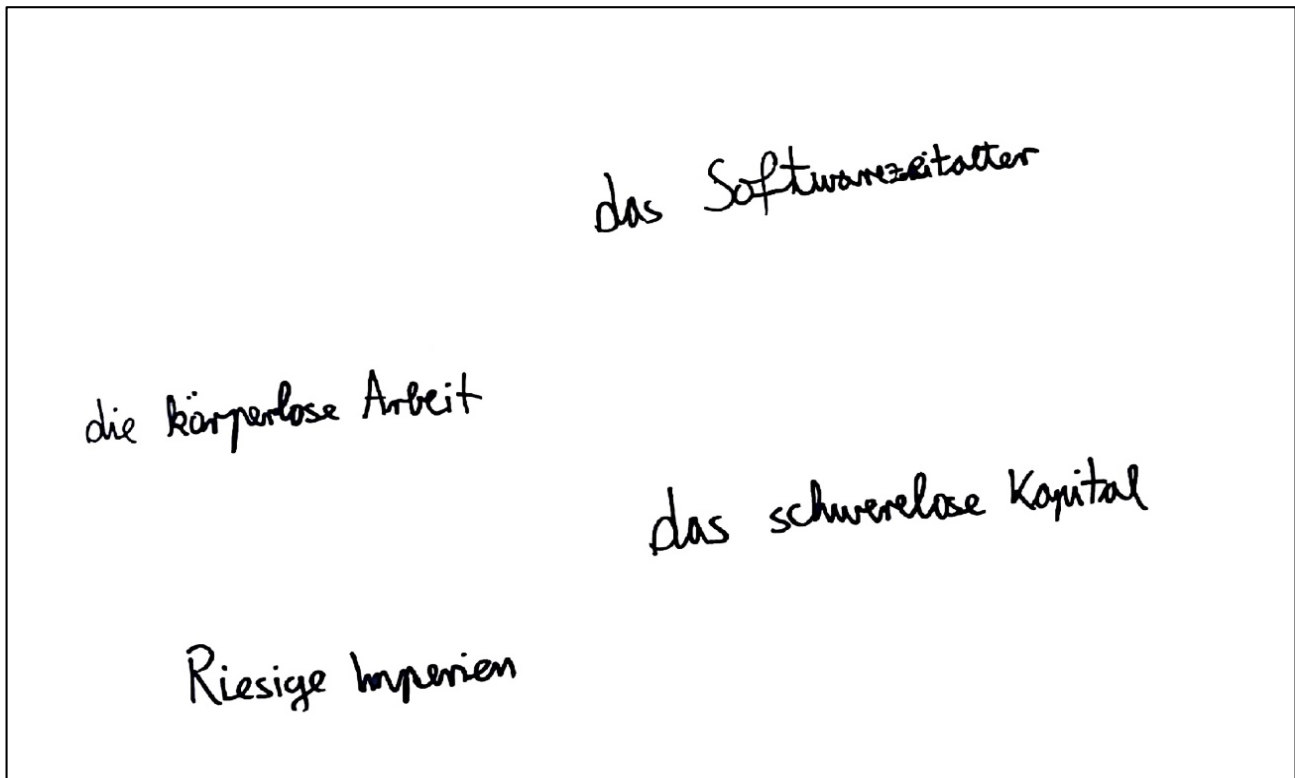 das Softwarezeitalter
die körperlose Arbeit
das schwerelose Kapital
Riesige Imperien